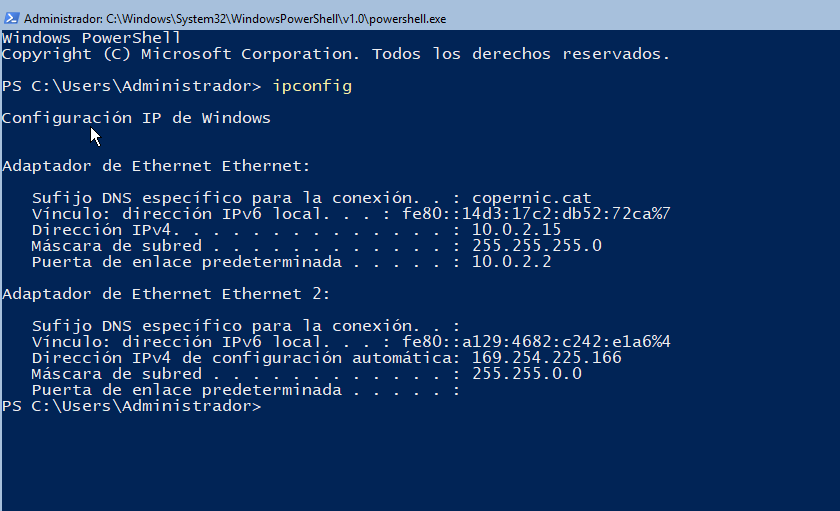 Administrador: C:\Windows\System32\WindowsPowerShell\v1.0\powershell.exe
Windows PowerShell
Copyright (C) Microsoft Corporation. Todos los derechos reservados.
PS C:\Users\Administrador> ipconfig
Configuración IP de Windows
Adaptador de Ethernet Ethernet:
Sufijo DNS específico para la conexión. . : copernic.cat
Vínculo: dirección IPv6 local. . . : fe80::14d3:17c2:db52:72ca%7
Dirección IPv4. . . . . . . . . . . . . . : 10.0.2.15
Máscara de subred . . . . . . . . . . . . : 255.255.255.0
Puerta de enlace predeterminada . . . . . : 10.0.2.2
Adaptador de Ethernet Ethernet 2:
Sufijo DNS específico para la conexión. . :
Vínculo: dirección IPv6 local. . . : fe80::a129:4682:c242:e1a6%4
Dirección IPv4 de configuración automática: 169.254.225.166
Máscara de subred . . . . . . . . . . . . : 255.255.0.0
Puerta de enlace predeterminada . . . . . :
PS C:\Users\Administrador>